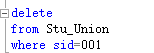 delete
from Stu_Union
where sid=001